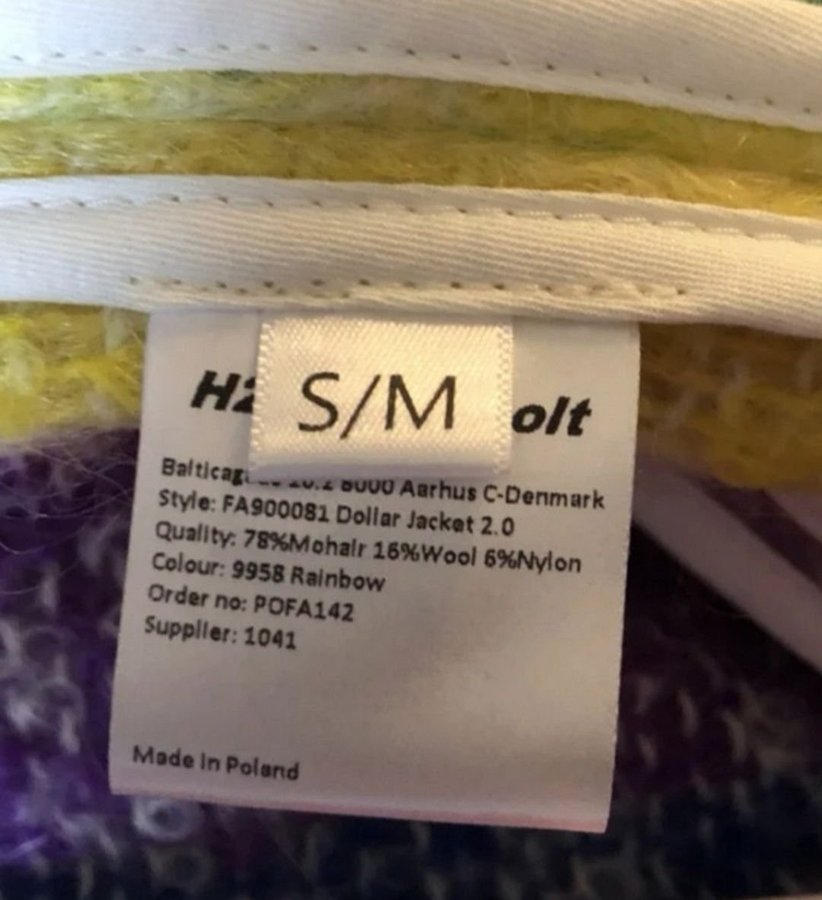 S/M
H2 olt
Balticag 8000 Aarhus C-Denmark
Style: FA900081 Dollar Jacket 2.0
Quality: 78%Mohair 16%Wool 6%Nylon
Colour: 9958 Rainbow
Order no: POFA142
Supplier: 1041
Made in Poland